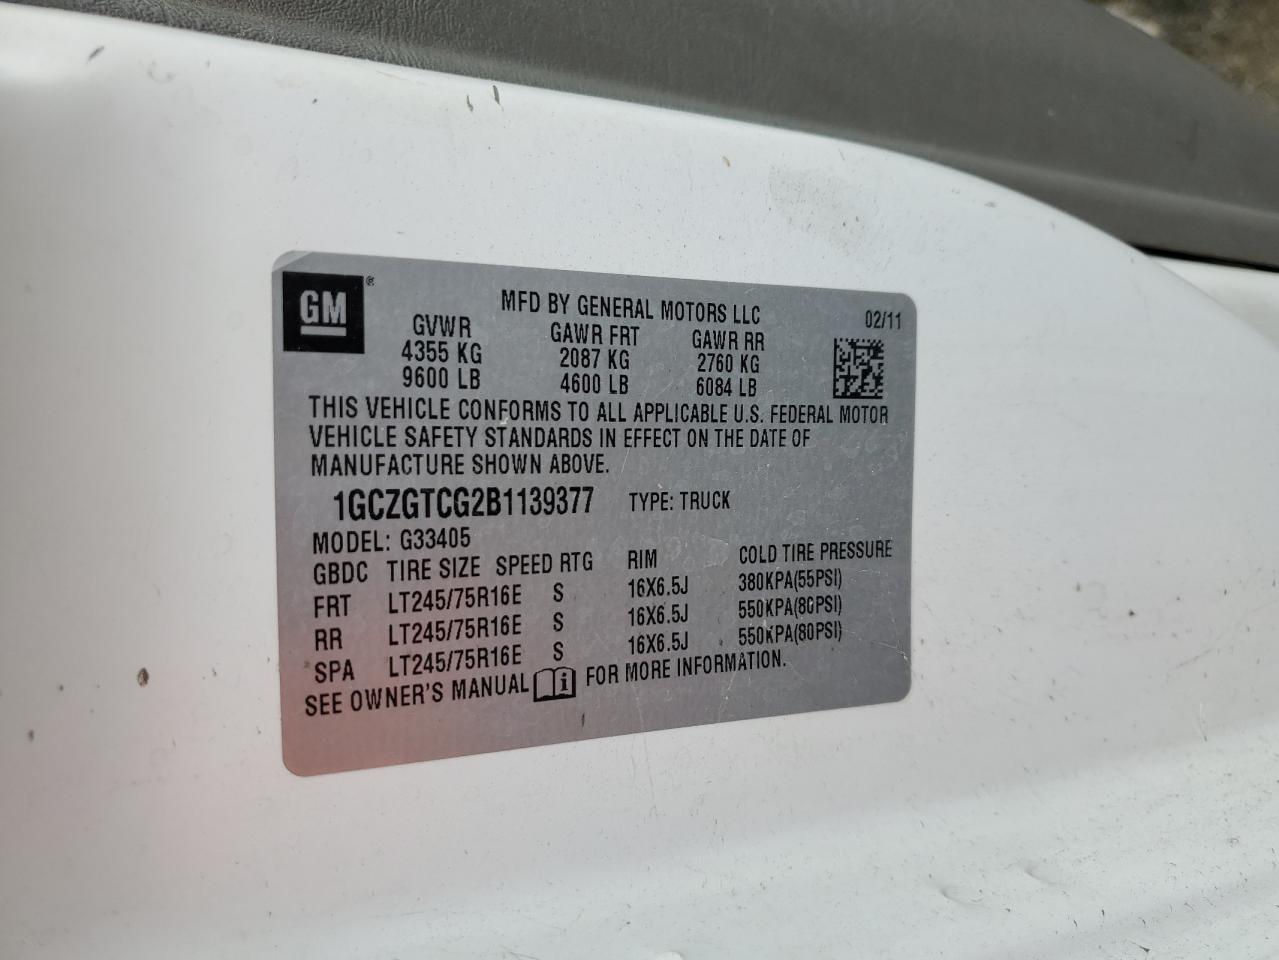 GM ®
MFD BY GENERAL MOTORS LLC 02/11
GVWR GAWR FRT GAWR RR
4355 KG 2087 KG 2760 KG
9600 LB 4600 LB 6084 LB
THIS VEHICLE CONFORMS TO ALL APPLICABLE U.S. FEDERAL MOTOR
VEHICLE SAFETY STANDARDS IN EFFECT ON THE DATE OF
MANUFACTURE SHOWN ABOVE.
1GCZGTCG2B1139377 TYPE: TRUCK
MODEL: G33405
GBDC TIRE SIZE SPEED RTG RIM COLD TIRE PRESSURE
FRT LT245/75R16E S 16X6.5J 380KPA(55PSI)
RR LT245/75R16E S 16X6.5J 550KPA(80PSI)
SPA LT245/75R16E S 16X6.5J 550KPA(80PSI)
SEE OWNER'S MANUAL i FOR MORE INFORMATION.